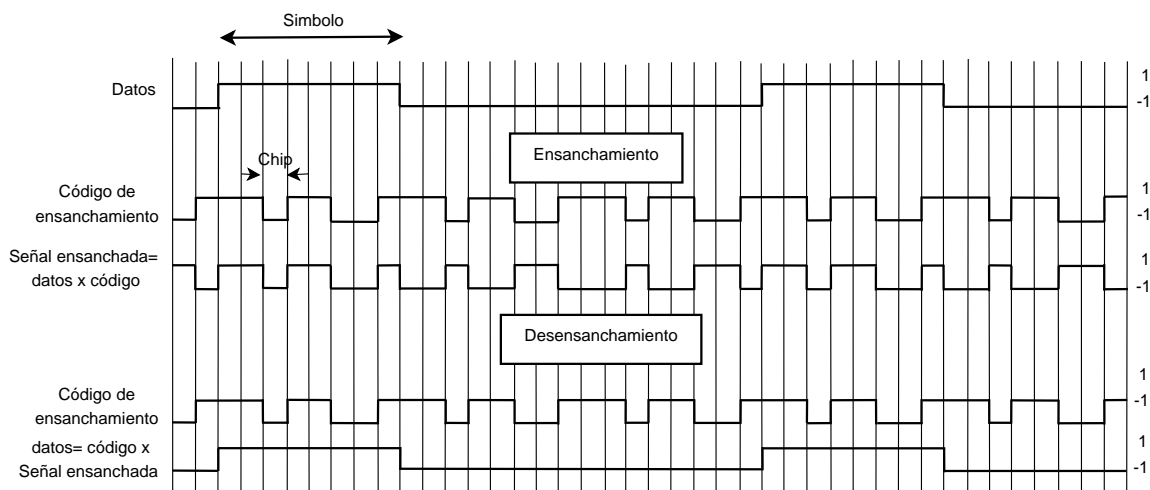 Simbolo
Datos
1
-1
Ensanchamiento
Chip
Código de
ensanchamiento
1
-1
Señal ensanchada=
datos x código
1
-1
Desensanchamiento
Código de
ensanchamiento
1
-1
datos= código x
Señal ensanchada
1
-1